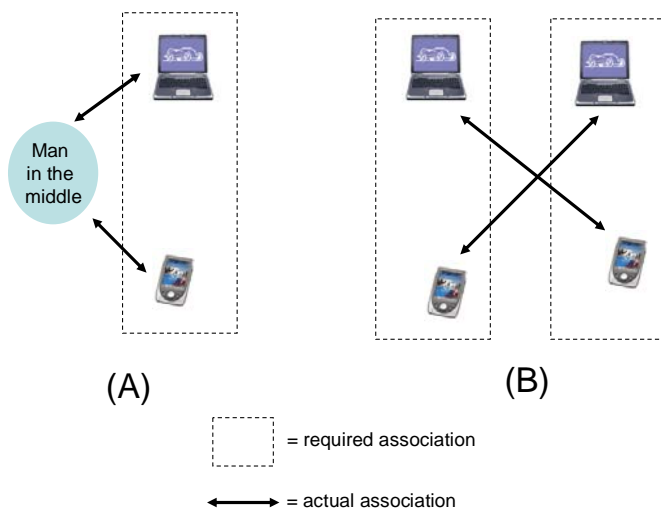 Man
in the
middle
(A)
(B)
= required association
= actual association